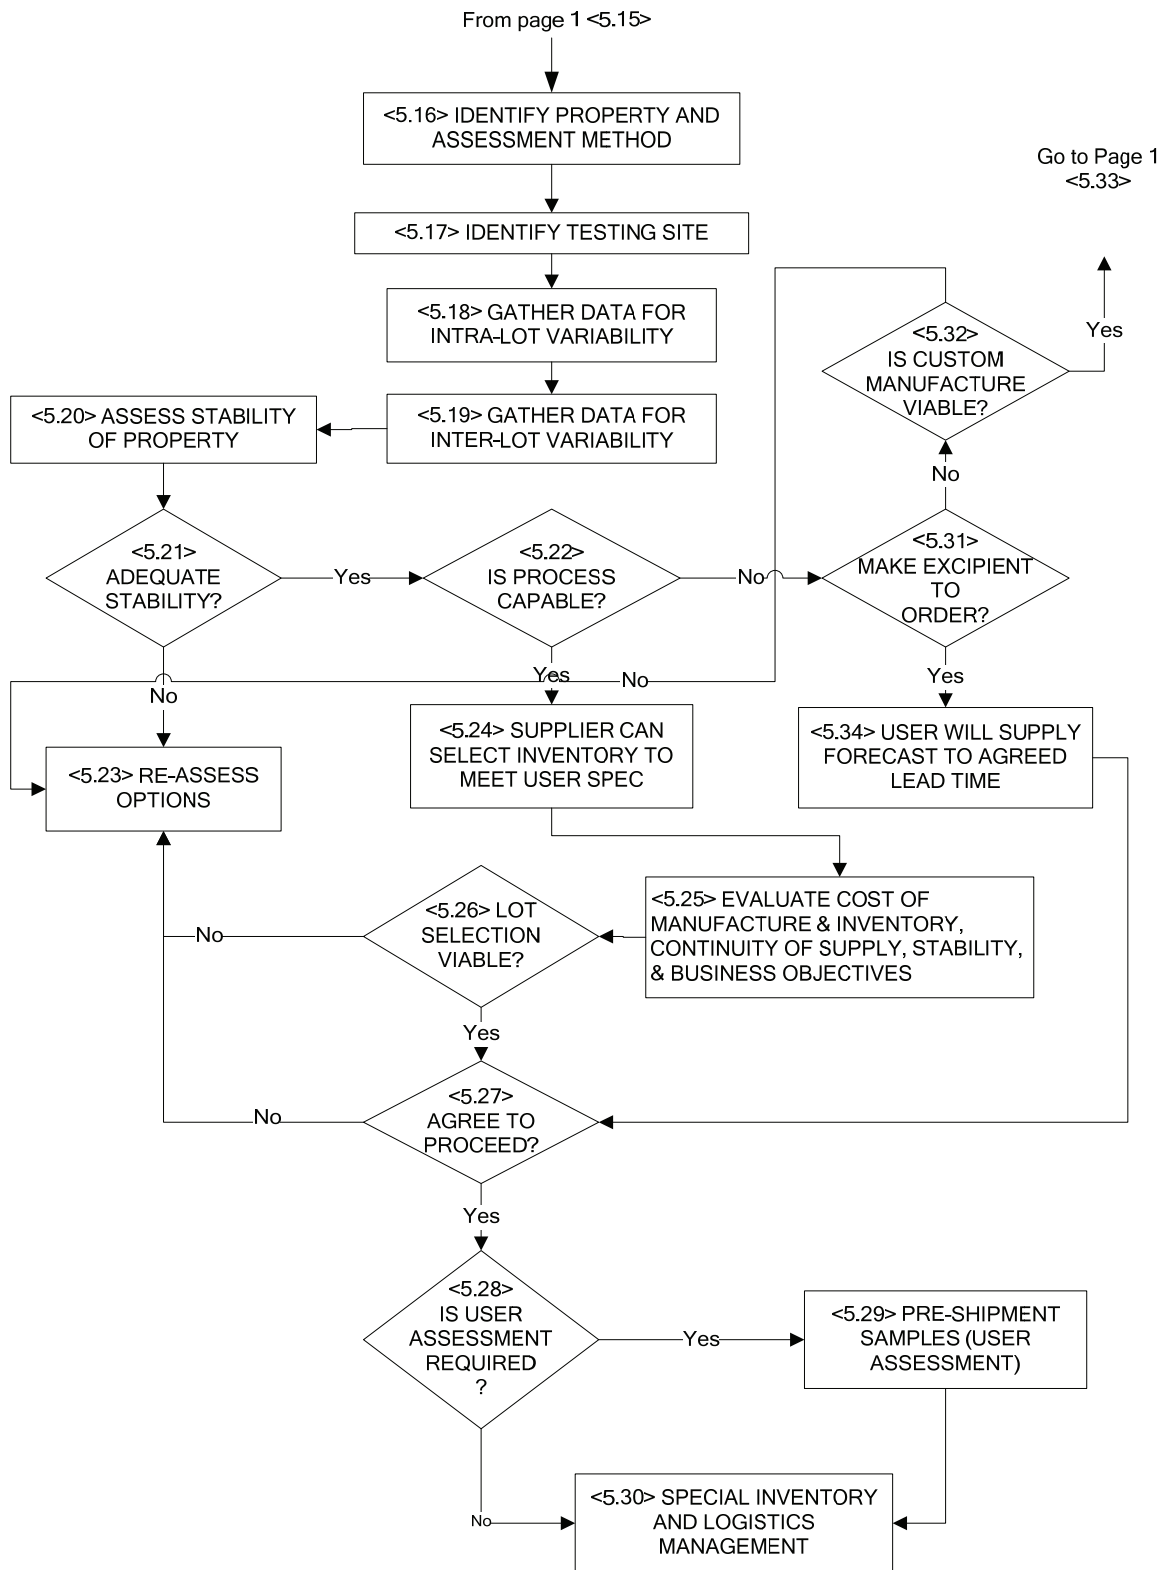 From page 1 <5.15>
<5.16> IDENTIFY PROPERTY AND
ASSESSMENT METHOD
Go to Page 1
<5.33>
<5.17> IDENTIFY TESTING SITE
<5.18> GATHER DATA FOR
INTRA-LOT VARIABILITY
Yes
<5.32>
IS CUSTOM
MANUFACTURE
VIABLE?
<5.20> ASSESS STABILITY
OF PROPERTY
<5.19> GATHER DATA FOR
INTER-LOT VARIABILITY
No
<5.21>
ADEQUATE
STABILITY?
Yes
<5.22>
IS PROCESS
CAPABLE?
No
<5.31>
MAKE EXCIPIENT
TO
ORDER?
No
Yes
No
Yes
<5.23> RE-ASSESS
OPTIONS
<5.24> SUPPLIER CAN
SELECT INVENTORY TO
MEET USER SPEC
<5.34> USER WILL SUPPLY
FORECAST TO AGREED
LEAD TIME
<5.25> EVALUATE COST OF
MANUFACTURE & INVENTORY,
CONTINUITY OF SUPPLY, STABILITY,
& BUSINESS OBJECTIVES
<5.26> LOT
SELECTION
VIABLE?
No
Yes
<5.27>
AGREE TO
PROCEED?
No
Yes
<5.28>
IS USER
ASSESSMENT
REQUIRED
?
Yes
<5.29> PRE-SHIPMENT
SAMPLES (USER
ASSESSMENT)
No
<5.30> SPECIAL INVENTORY
AND LOGISTICS
MANAGEMENT